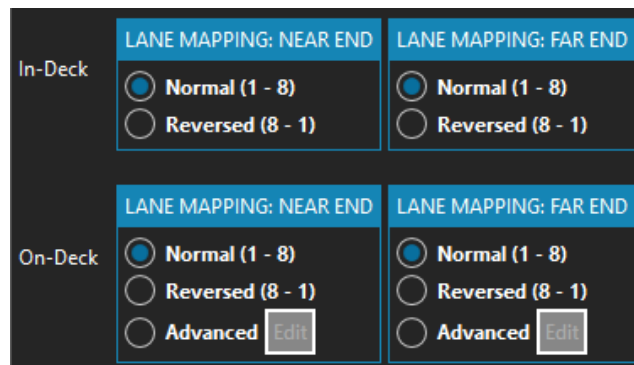 LANE MAPPING: NEAR END LANE MAPPING: FAR END
In-Deck
Normal (1 - 8) Normal (1 - 8)
Reversed (8 - 1) Reversed (8 - 1)
LANE MAPPING: NEAR END LANE MAPPING: FAR END
On-Deck Normal (1 - 8) Normal (1 - 8)
Reversed (8 - 1) Reversed (8 - 1)
Advanced Edit Advanced Edit